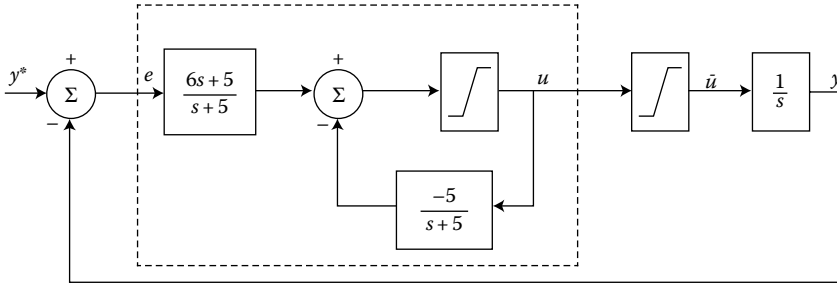 y* + Σ − e
6s + 5
s + 5
+ Σ −
u
ū
1
s
y
−5
s + 5